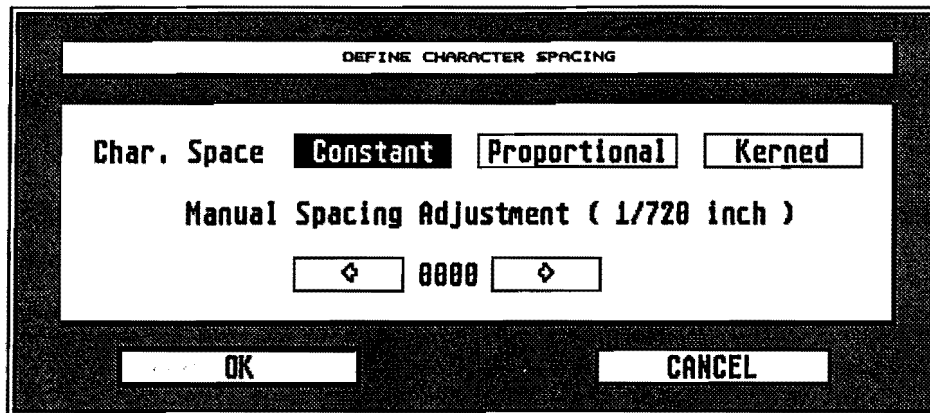 DEFINE CHARACTER SPACING
Char. Space Constant Proportional Kerned
Manual Spacing Adjustment ( 1/720 inch )
0000
OK CANCEL